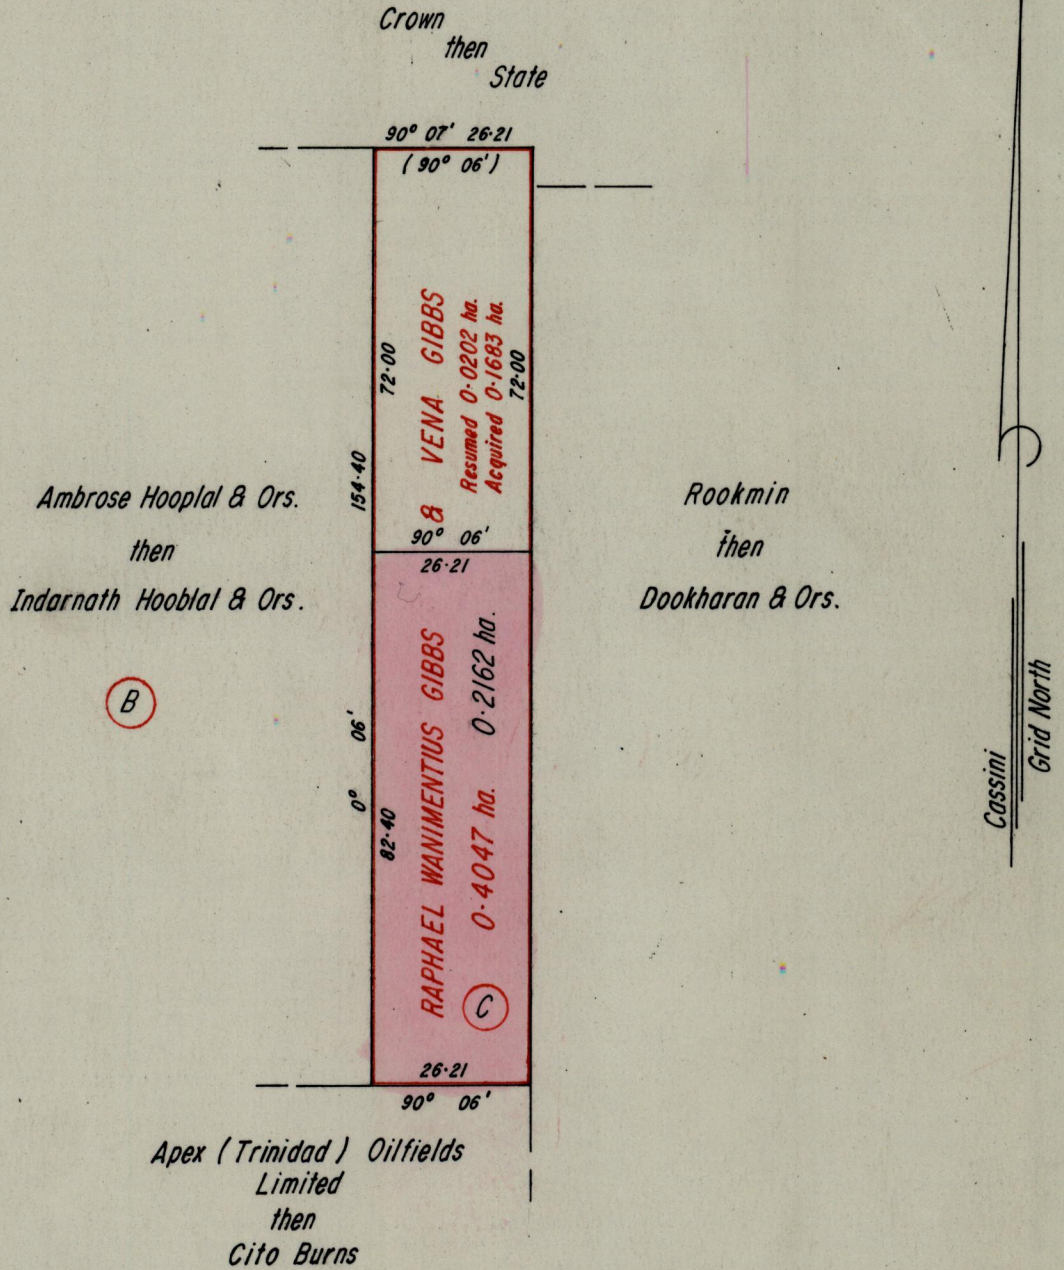 Crown
then
State
90° 07' 26·21
(90° 06')
72·00
154·40
& VENA GIBBS
Resumed 0·0202 ha.
Acquired 0·1683 ha.
72·00
Ambrose Hooplal & Ors.
then
Indarnath Hooblal & Ors.
B
Rookmin
then
Dookharan & Ors.
90° 06'
26·21
0° 06'
82·40
RAPHAEL WANIMENTIUS GIBBS
0·4047 ha. 0·2162 ha.
C
26·21
90° 06'
Cassini
Grid North
Apex (Trinidad) Oilfields
Limited
then
Cito Burns